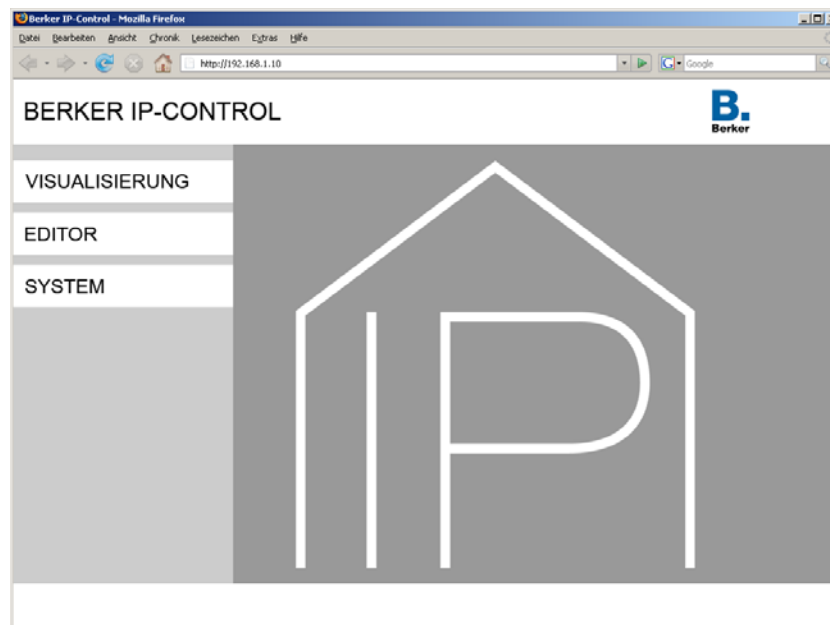 Berker IP-Control - Mozilla Firefox
Datei Bearbeiten Ansicht Chronik Lesezeichen Extras Hilfe
http://192.168.1.10
G Google
BERKER IP-CONTROL
B.
Berker
VISUALISIERUNG
EDITOR
SYSTEM
IP